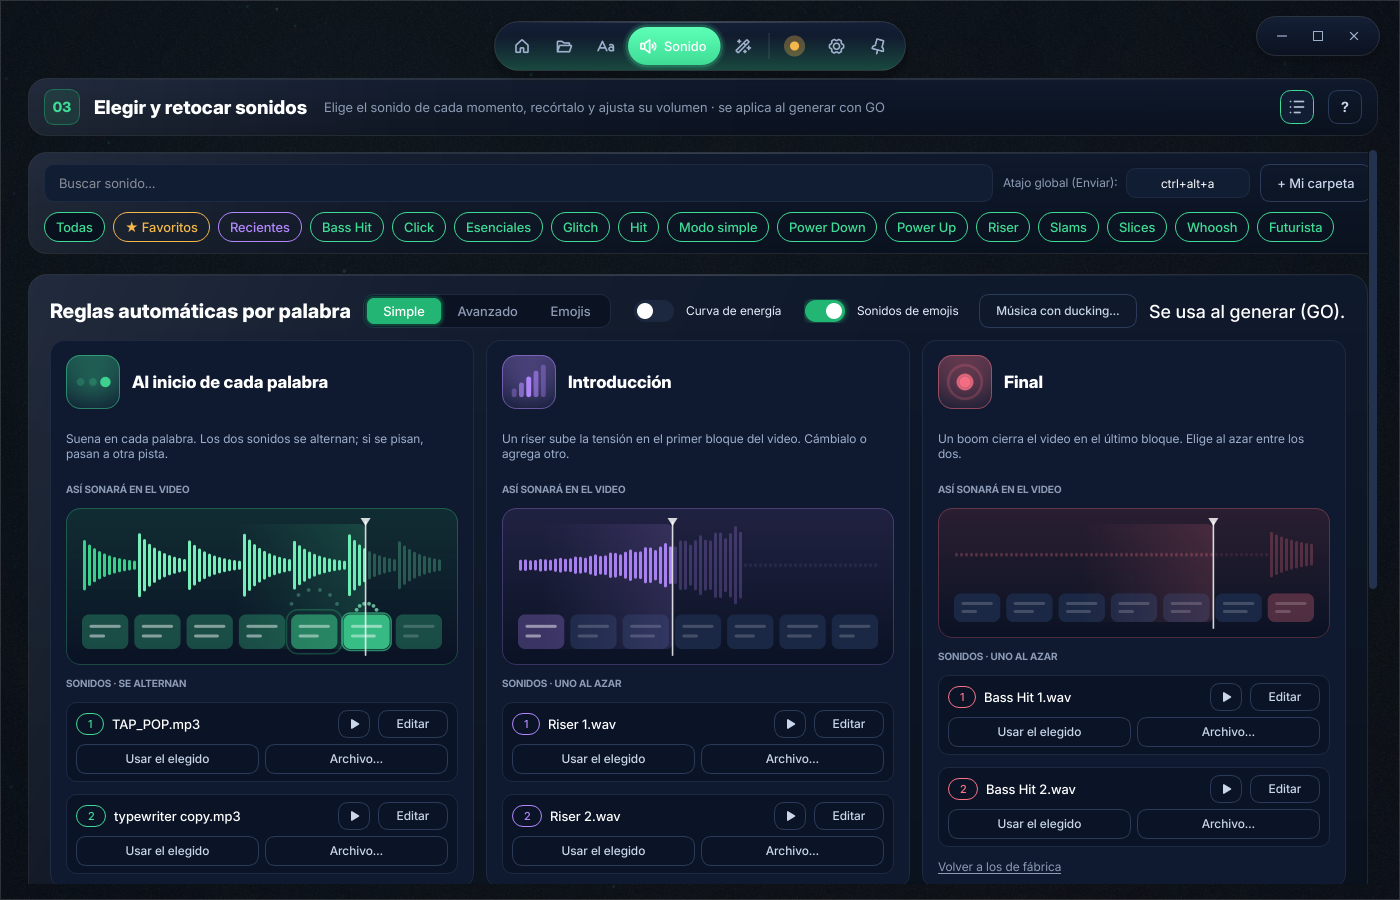 Aa
Sonido
03
Elegir y retocar sonidos
Elige el sonido de cada momento, recórtalo y ajusta su volumen · se aplica al generar con GO
?
Buscar sonido...
Atajo global (Enviar):
ctrl+alt+a
+ Mi carpeta
Todas
★ Favoritos
Recientes
Bass Hit
Click
Esenciales
Glitch
Hit
Modo simple
Power Down
Power Up
Riser
Slams
Slices
Whoosh
Futurista
Reglas automáticas por palabra
Simple
Avanzado
Emojis
Curva de energía
Sonidos de emojis
Música con ducking...
Se usa al generar (GO).
Al inicio de cada palabra
Suena en cada palabra. Los dos sonidos se alternan; si se pisan,
pasan a otra pista.
ASÍ SONARÁ EN EL VIDEO
SONIDOS · SE ALTERNAN
1
TAP_POP.mp3
Editar
Usar el elegido
Archivo...
2
typewriter copy.mp3
Editar
Usar el elegido
Archivo...
Introducción
Un riser sube la tensión en el primer bloque del video. Cámbialo o
agrega otro.
ASÍ SONARÁ EN EL VIDEO
SONIDOS · UNO AL AZAR
1
Riser 1.wav
Editar
Usar el elegido
Archivo...
2
Riser 2.wav
Editar
Usar el elegido
Archivo...
Final
Un boom cierra el video en el último bloque. Elige al azar entre los
dos.
ASÍ SONARÁ EN EL VIDEO
SONIDOS · UNO AL AZAR
1
Bass Hit 1.wav
Editar
Usar el elegido
Archivo...
2
Bass Hit 2.wav
Editar
Usar el elegido
Archivo...
Volver a los de fábrica